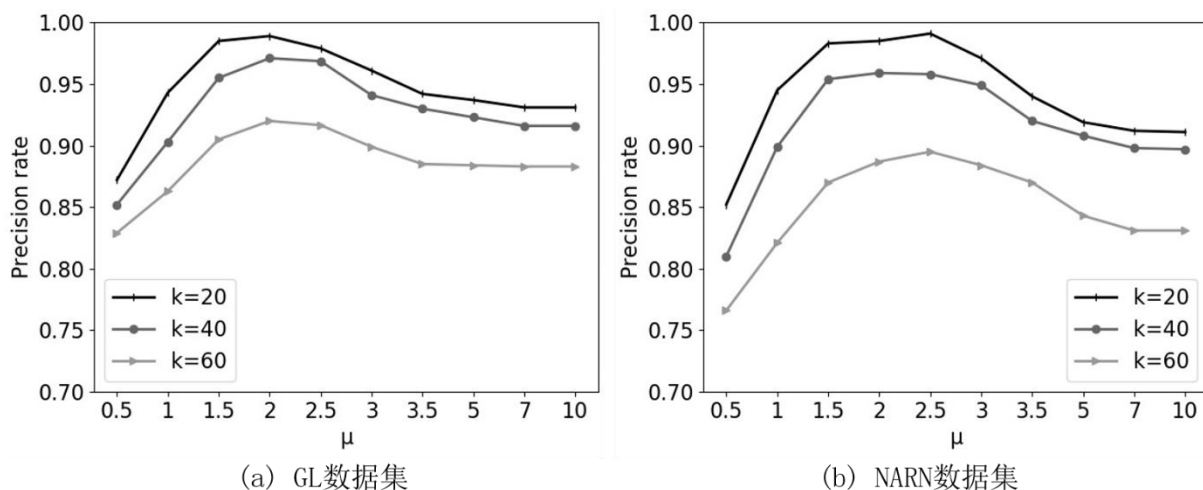 1.00
0.95
0.90
0.85
0.80
0.75
0.70
Precision rate
k=20
k=40
k=60
0.5 1 1.5 2 2.5 3 3.5 5 7 10
μ
(a) GL数据集
1.00
0.95
0.90
0.85
0.80
0.75
0.70
Precision rate
k=20
k=40
k=60
0.5 1 1.5 2 2.5 3 3.5 5 7 10
μ
(b) NARN数据集